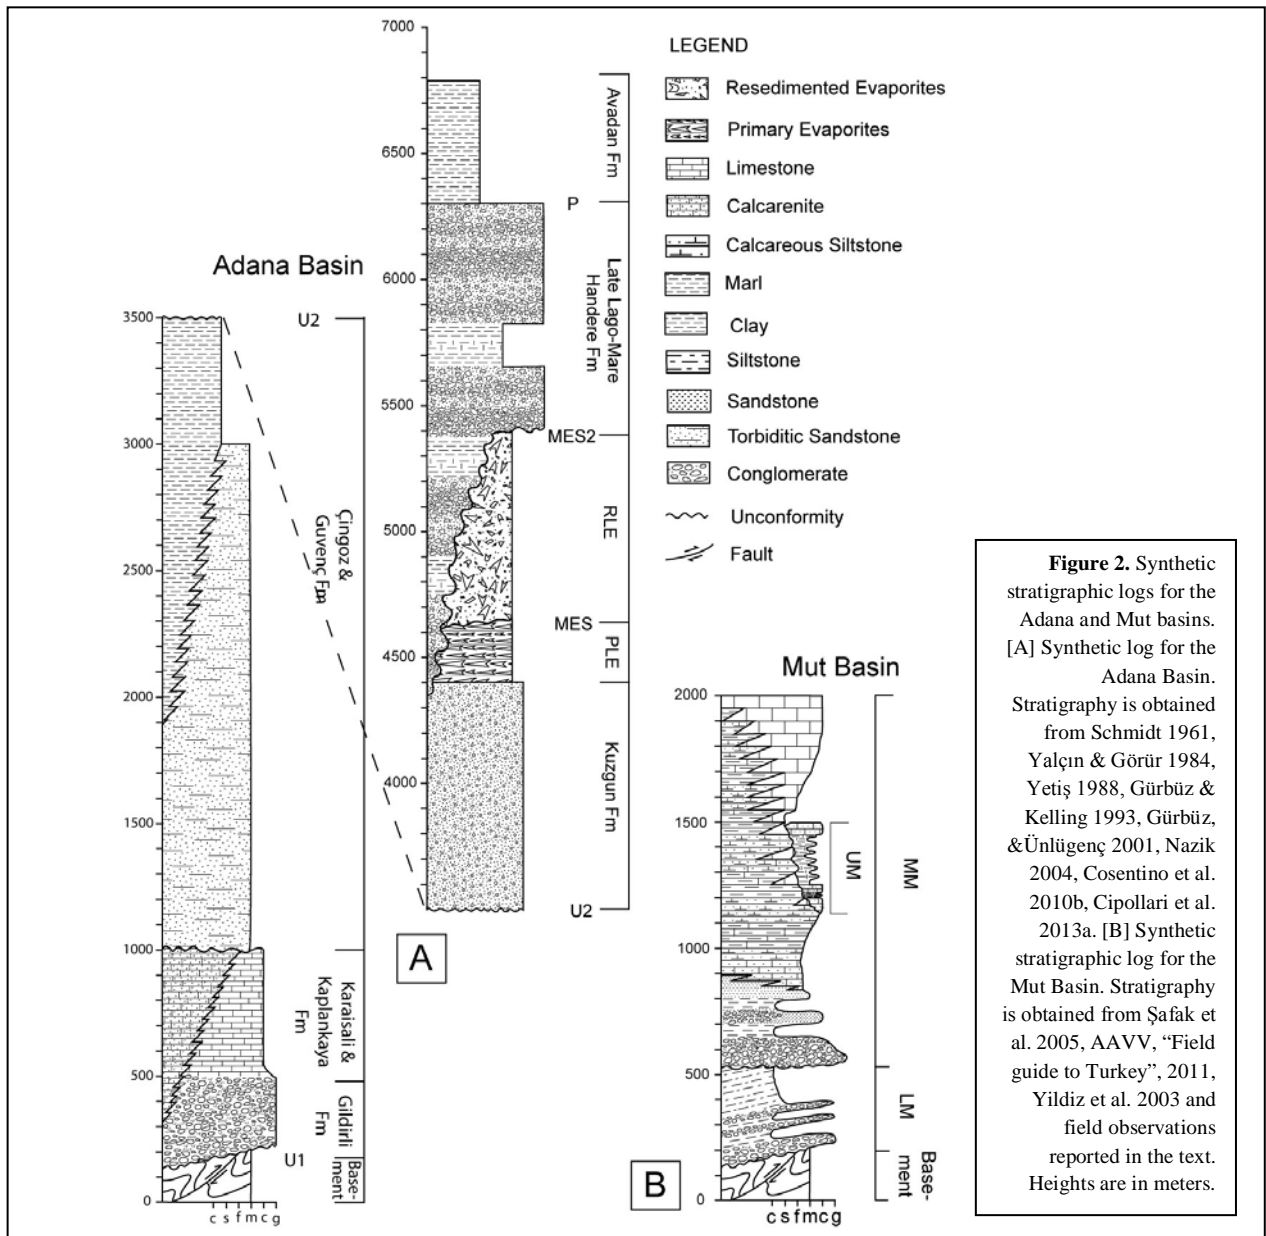 Adana Basin
3500
3000
2500
2000
1500
1000
500
0
U2
U1
Çingoz &
Guvenç Fm
Karaisali &
Kaplankaya
Fm
Gildirli
Fm
Base-
ment
c s f m c g
7000
6500
6000
5500
5000
4500
4000
P
MES2
MES
U2
Avadan Fm
Late Lago-Mare
Handere Fm
RLE
PLE
Kuzgun Fm
A
LEGEND
Resedimented Evaporites
Primary Evaporites
Limestone
Calcarenite
Calcareous Siltstone
Marl
Clay
Siltstone
Sandstone
Torbiditic Sandstone
Conglomerate
Unconformity
Fault
Mut Basin
2000
1500
1000
500
0
UM
MM
LM
Base-
ment
B
c s f m c g
Figure 2. Synthetic
stratigraphic logs for the
Adana and Mut basins.
[A] Synthetic log for the
Adana Basin.
Stratigraphy is obtained
from Schmidt 1961,
Yalçın & Görür 1984,
Yetiş 1988, Gürbüz &
Kelling 1993, Gürbüz,
&Ünlügenç 2001, Nazik
2004, Cosentino et al.
2010b, Cipollari et al.
2013a. [B] Synthetic
stratigraphic log for the
Mut Basin. Stratigraphy
is obtained from Şafak et
al. 2005, AAVV, “Field
guide to Turkey”, 2011,
Yildiz et al. 2003 and
field observations
reported in the text.
Heights are in meters.